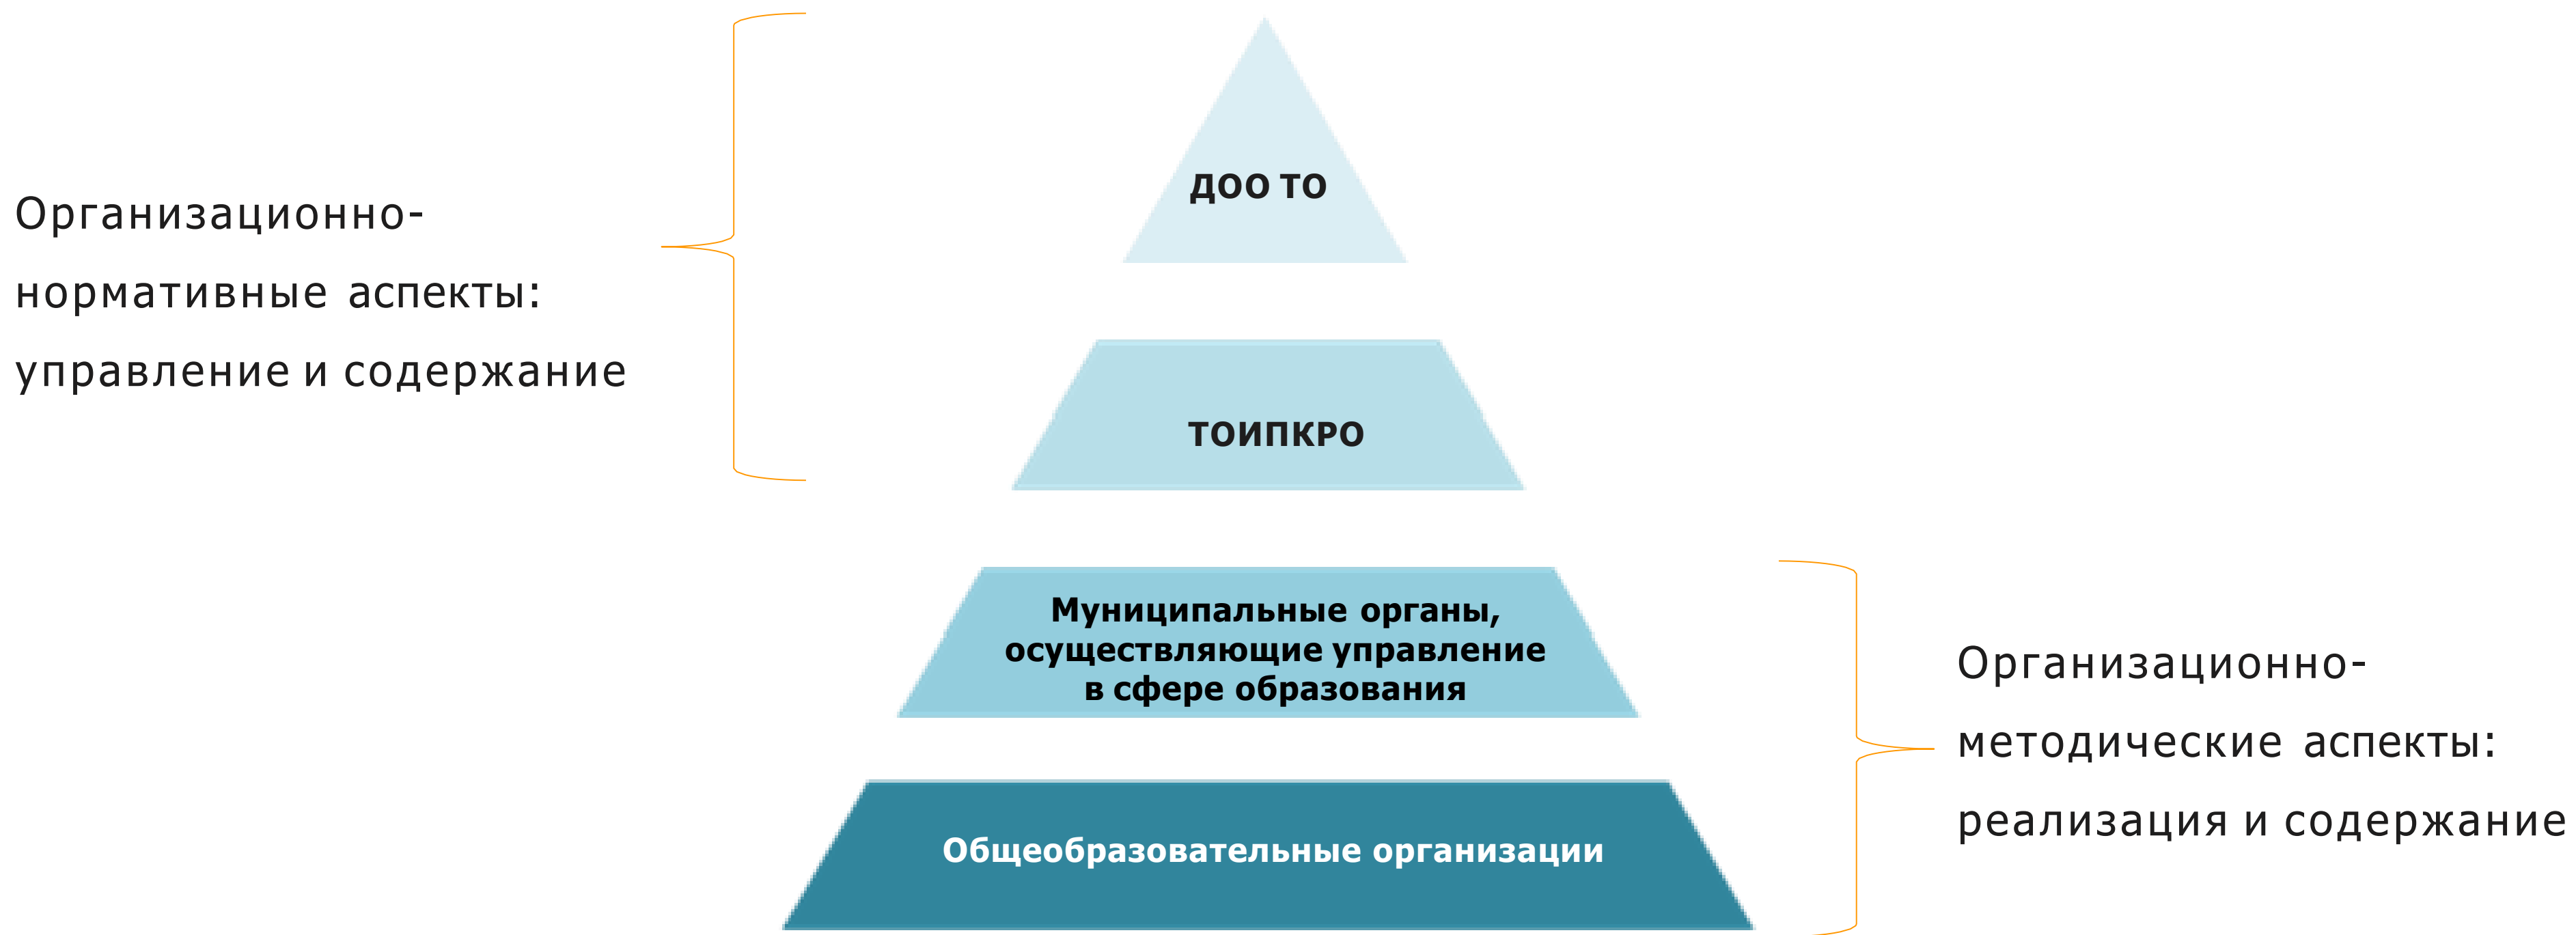 Организационно-
нормативные аспекты:
управление и содержание
ДОО ТО
ТОИПКРО
Муниципальные органы,
осуществляющие управление
в сфере образования
Общеобразовательные организации
Организационно-
методические аспекты:
реализация и содержание